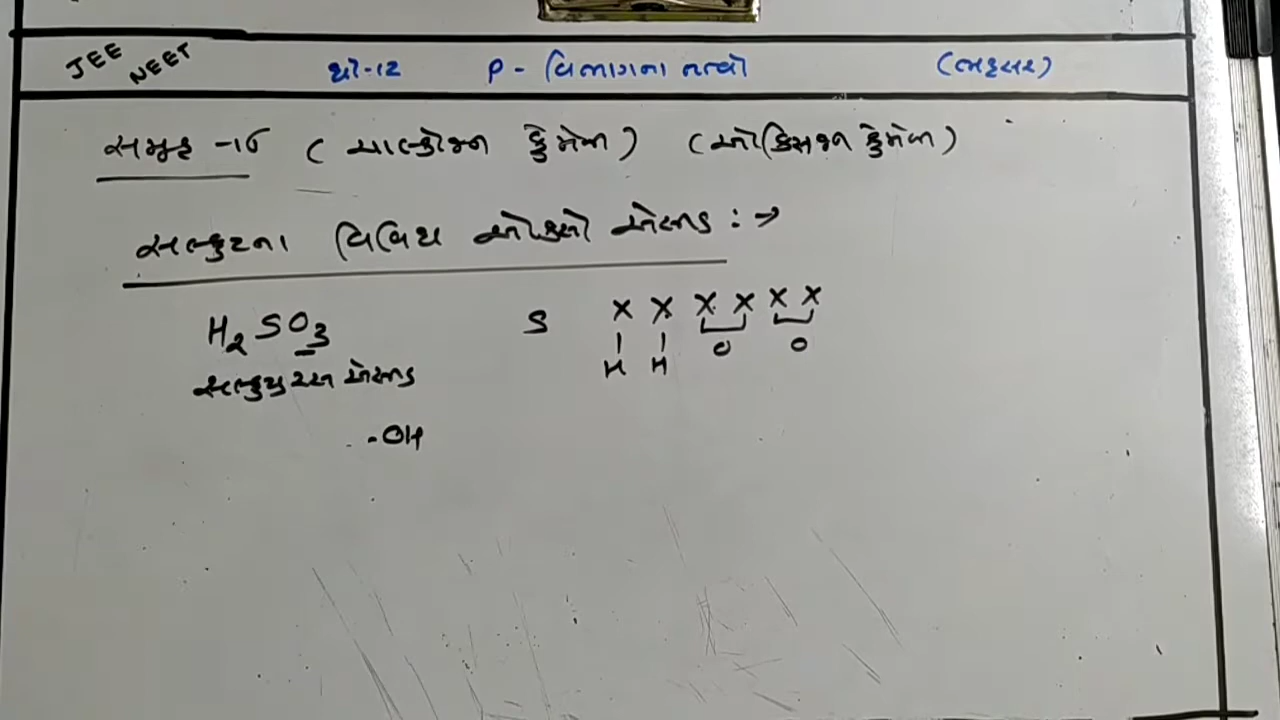 JEE NEET
ધો-12 P - વિભાગના તત્વો
સમૂહ -16 ( ચાલ્કોજન ફેમેલી ) ( ઓક્સિજન ફેમેલી )
સલ્ફરના વિવિધ ઓક્સો એસિડ :→
H2SO3 S X X X X X X
H H O O
સલ્ફ્યુરસ એસિડ
-OH